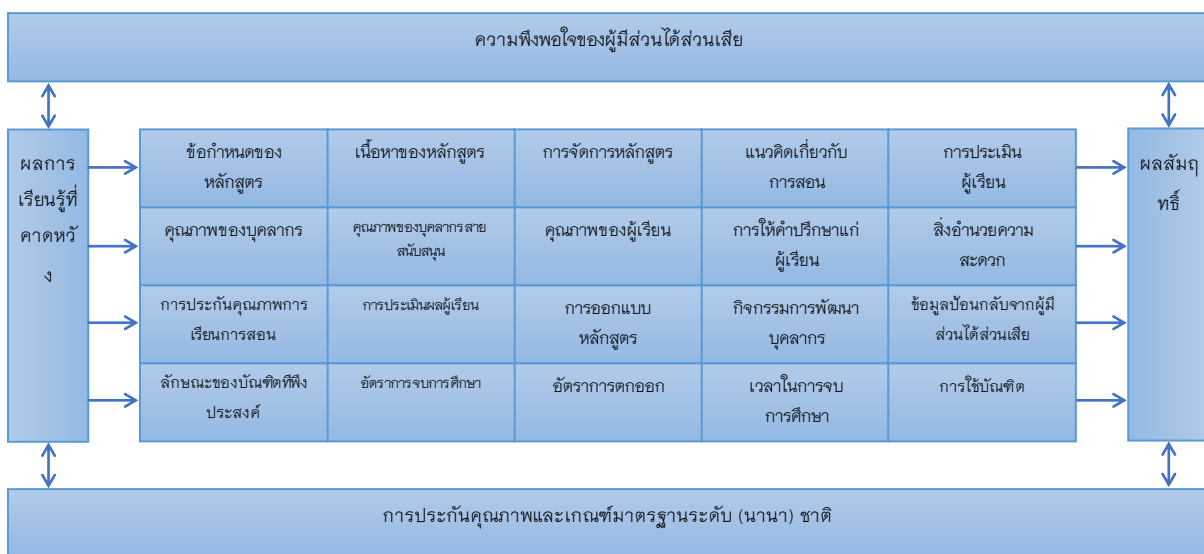 ความพึงพอใจของผู้มีส่วนได้ส่วนเสีย
ผลการ
เรียนรู้ที่
คาดหวั
ง
ข้อกำหนดของ
หลักสูตร
เนื้อหาของหลักสูตร
การจัดการหลักสูตร
แนวคิดเกี่ยวกับ
การสอน
การประเมิน
ผู้เรียน
คุณภาพของบุคลากร
คุณภาพของบุคลากรสาย
สนับสนุน
คุณภาพของผู้เรียน
การให้คำปรึกษาแก่
ผู้เรียน
สิ่งอำนวยความ
สะดวก
การประกันคุณภาพการ
เรียนการสอน
การประเมินผลผู้เรียน
การออกแบบ
หลักสูตร
กิจกรรมการพัฒนา
บุคลากร
ข้อมูลป้อนกลับจากผู้มี
ส่วนได้ส่วนเสีย
ลักษณะของบัณฑิตที่พึง
ประสงค์
อัตราการจบการศึกษา
อัตราการตกออก
เวลาในการจบ
การศึกษา
การใช้บัณฑิต
ผลสัมฤ
ทธิ์
การประกันคุณภาพและเกณฑ์มาตรฐานระดับ (นานา) ชาติ